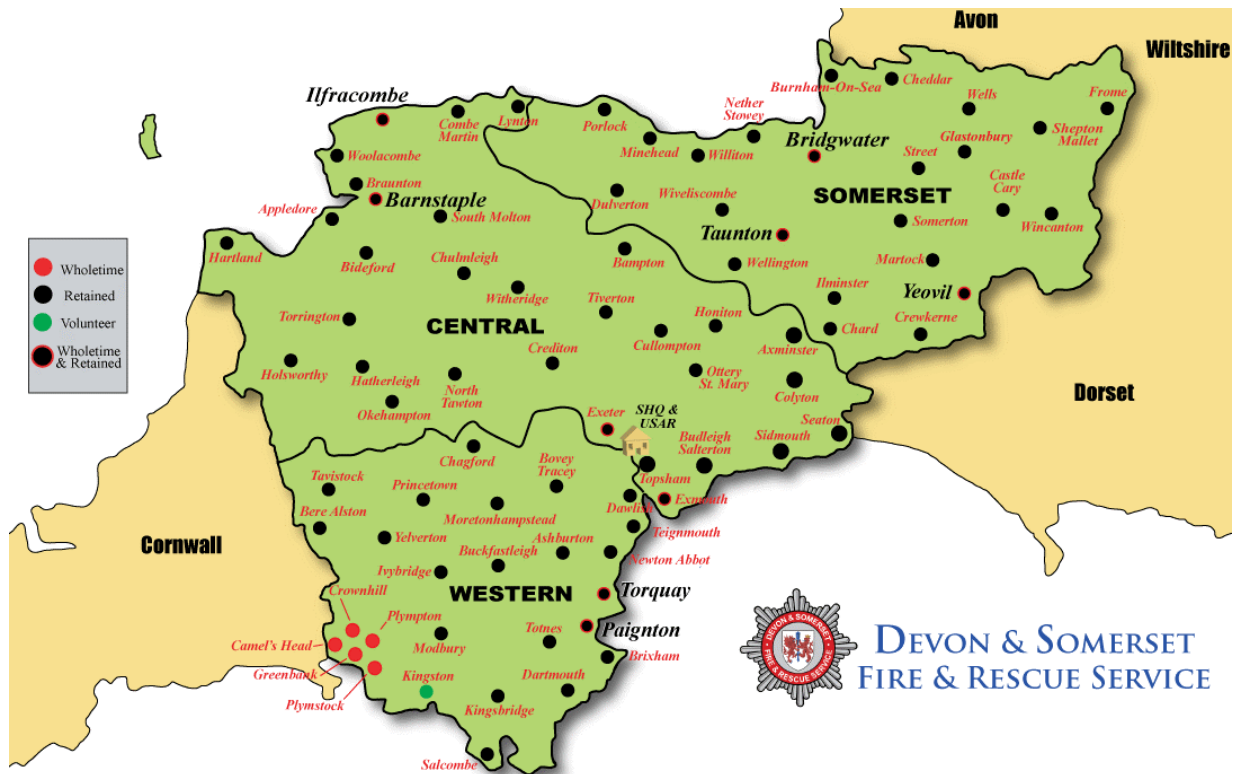 Avon
Wiltshire
Burnham-On-Sea
Cheddar
Ilfracombe
Wells
Frome
Nether
Stowey
Combe
Martin
Lynton
Porlock
Minehead
Williton
Bridgwater
Glastonbury
Shepton
Mallet
Woolacombe
Street
Castle
Cary
Braunton
Barnstaple
Dulverton
Wiveliscombe
SOMERSET
Appledore
South Molton
Taunton
Somerton
Wincanton
Hartland
Bideford
Chulmleigh
Bampton
Wellington
Martock
Wholetime
Retained
Volunteer
Wholetime
& Retained
Witheridge
Tiverton
Ilminster
Yeovil
Torrington
CENTRAL
Honiton
Cullompton
Chard
Crewkerne
Axminster
Crediton
Holsworthy
Hatherleigh
North
Tawton
Ottery
St. Mary
Colyton
Dorset
Okehampton
Exeter
SHQ &
USAR
Seaton
Budleigh
Salterton
Sidmouth
Chagford
Bovey
Tracey
Topsham
Tavistock
Princetown
Dawlish
Exmouth
Bere Alston
Moretonhampstead
Teignmouth
Cornwall
Yelverton
Ashburton
Buckfastleigh
Newton Abbot
Ivybridge
Crownhill
WESTERN
Torquay
Plympton
Camel's Head
Modbury
Totnes
Paignton
Brixham
Greenbank
Kingston
Dartmouth
Plymstock
Kingsbridge
Salcombe
DEVON & SOMERSET
FIRE & RESCUE SERVICE
DEVON & SOMERSET
FIRE & RESCUE SERVICE